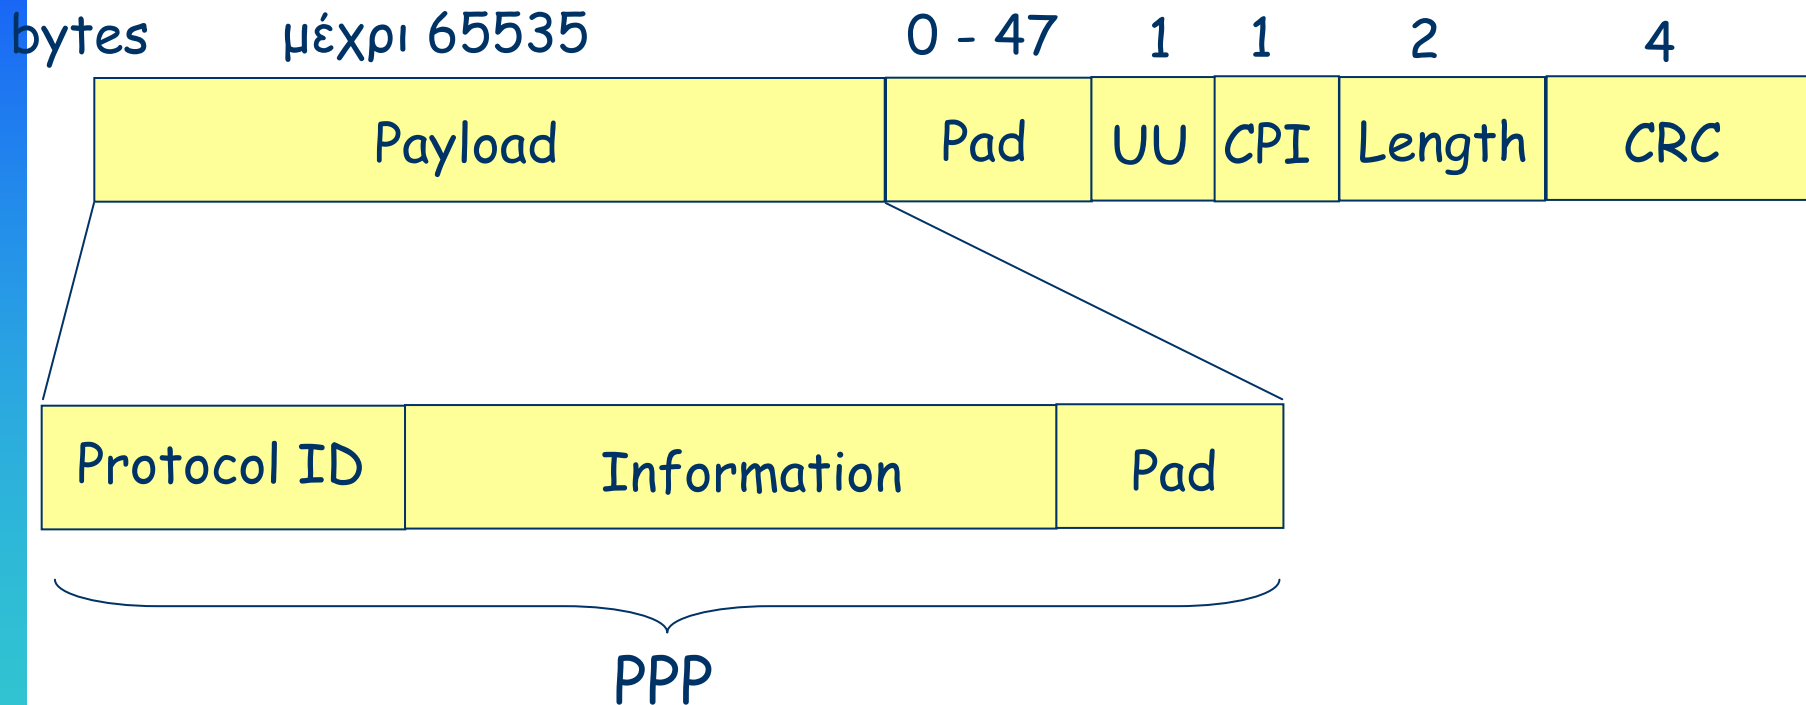 bytes μέχρι 65535 0 - 47 1 1 2 4
Payload Pad UU CPI Length CRC
Protocol ID Information Pad
PPP